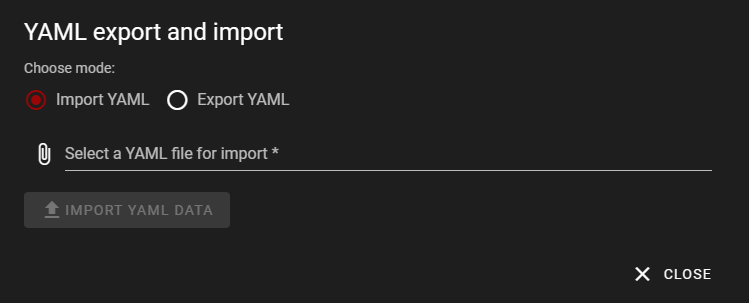 YAML export and import
Choose mode:
Import YAML Export YAML
Select a YAML file for import *
IMPORT YAML DATA
CLOSE